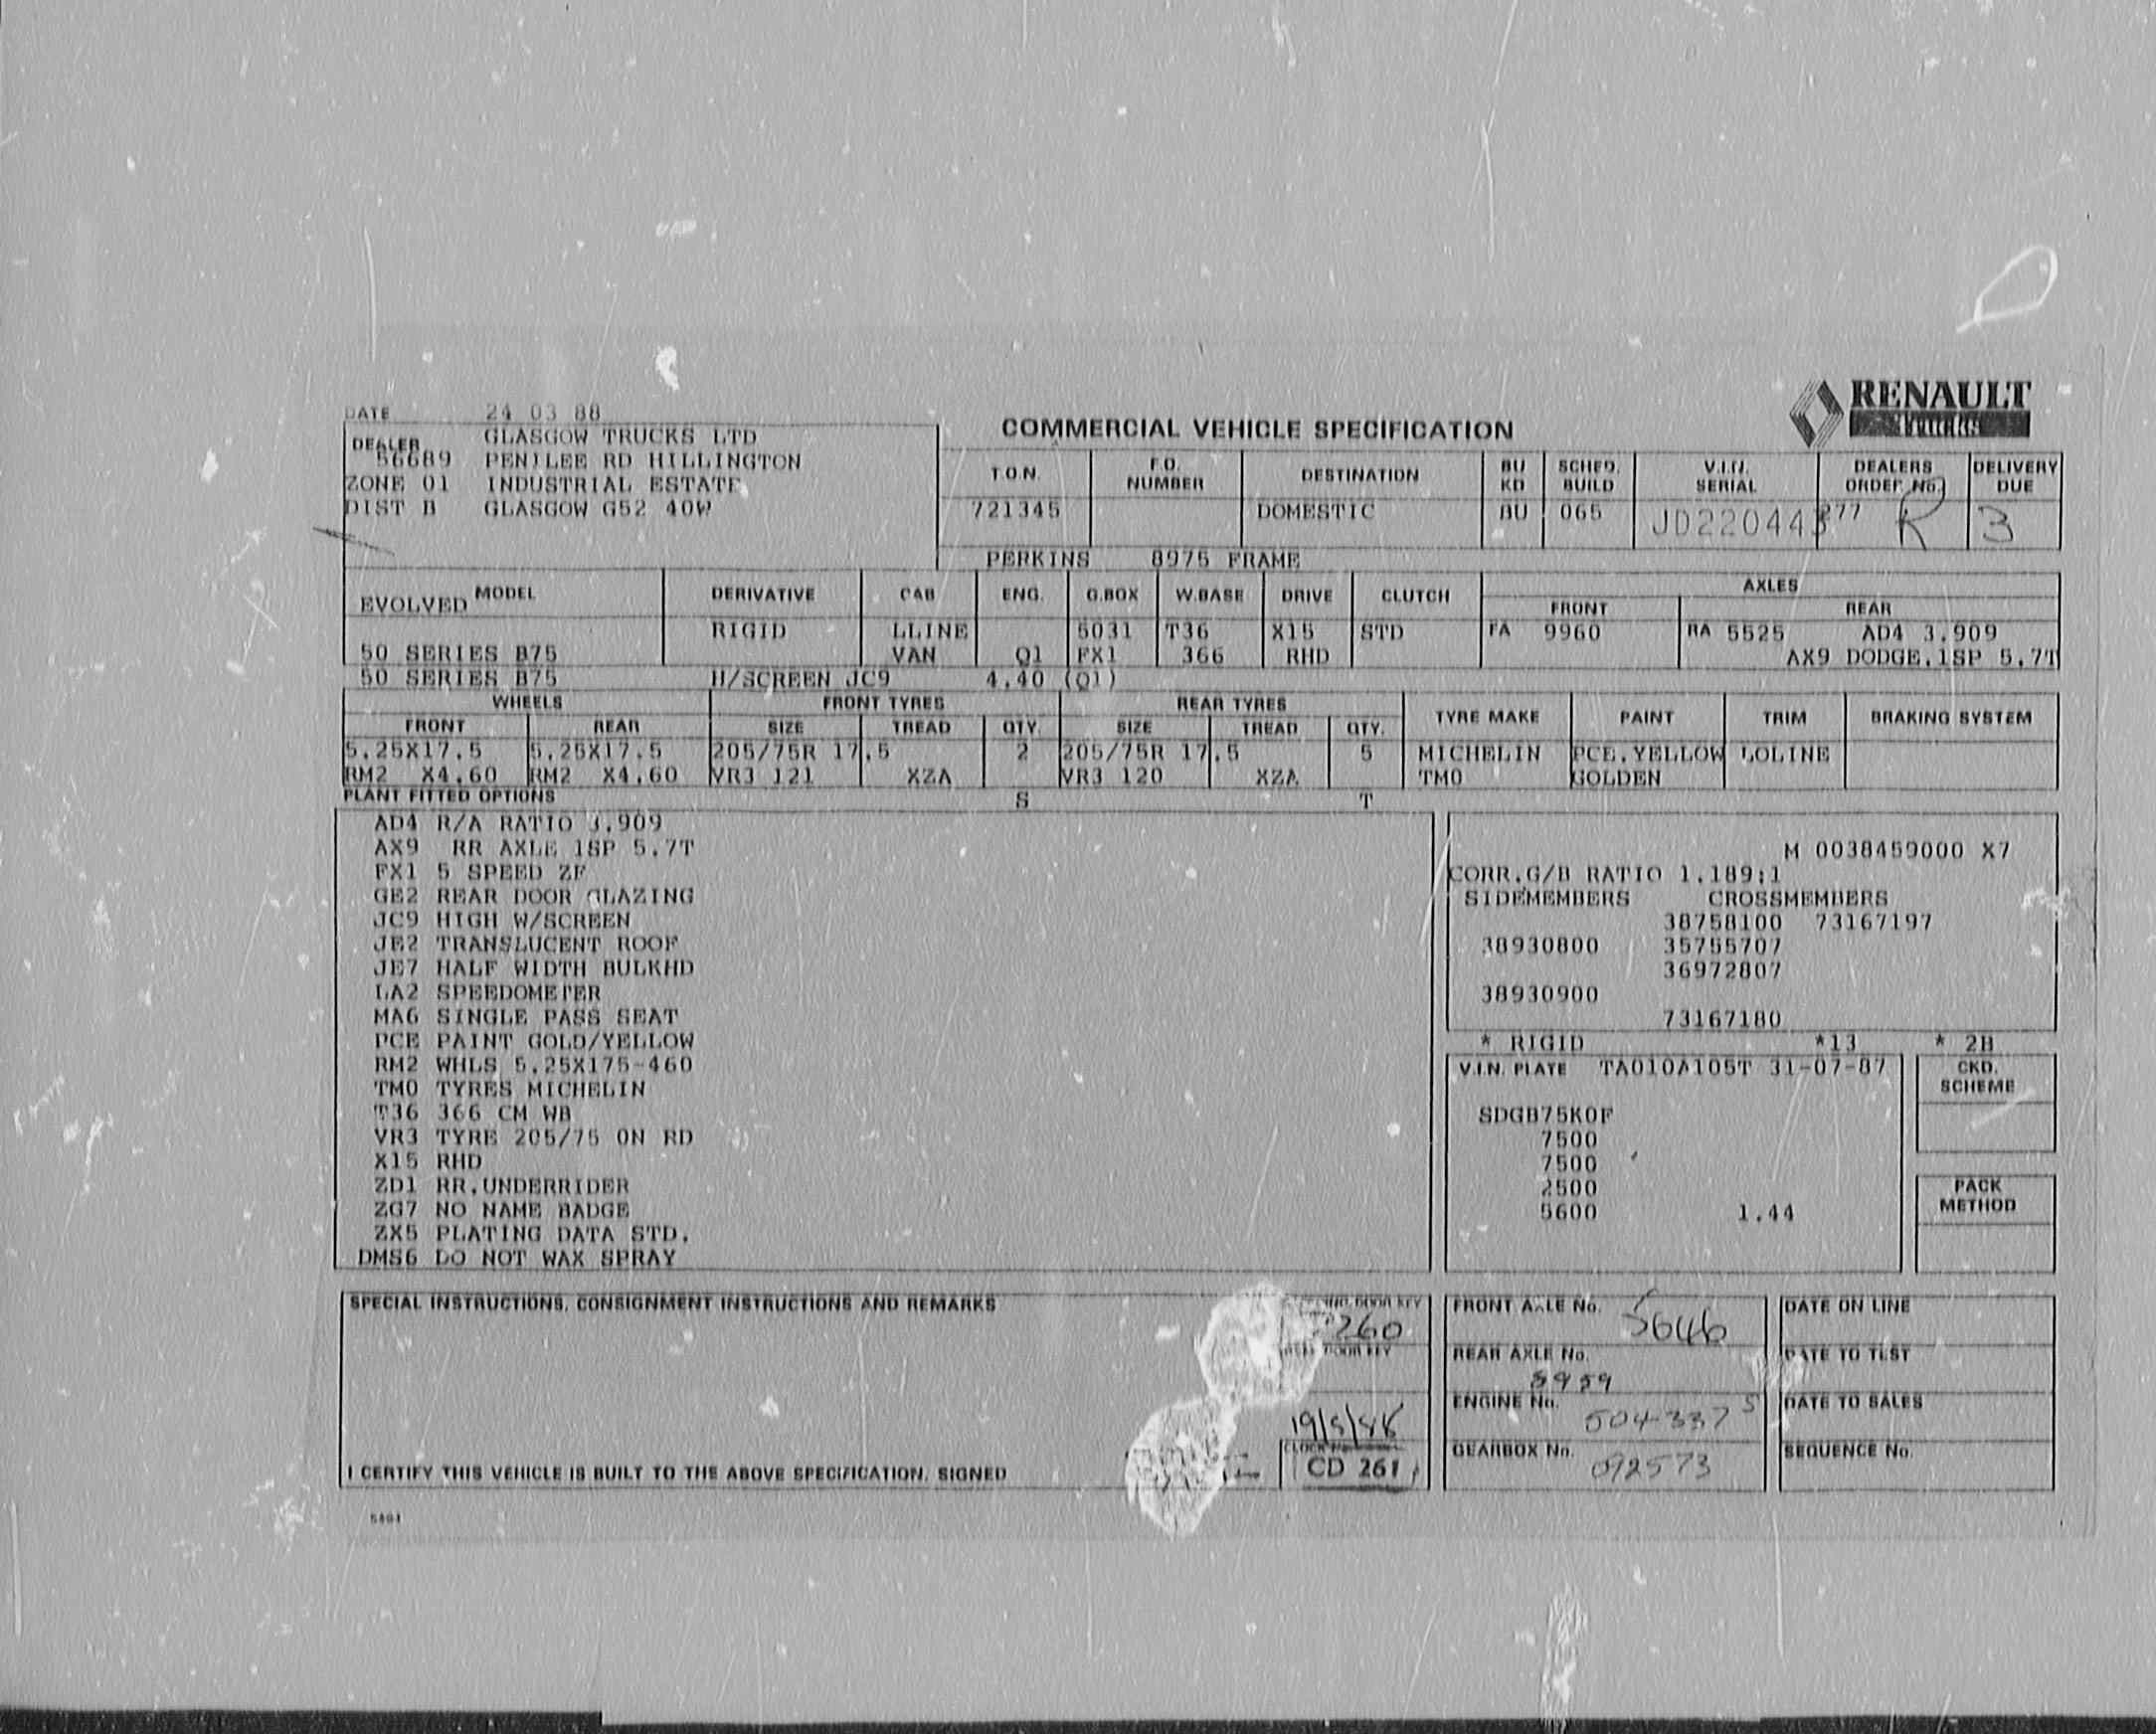 RENAULT
TRUCKS
DATE 24 03 88
COMMERCIAL VEHICLE SPECIFICATION
DEALER GLASGOW TRUCKS LTD
56689 PENILEE RD HILLINGTON
ZONE 01 INDUSTRIAL ESTATE
DIST B GLASGOW G52 4OW
T.O.N. F.O. NUMBER DESTINATION BU KD SCHED. BUILD V.I.N. SERIAL DEALERS ORDER No. DELIVERY DUE
721345 DOMESTIC BU 065 R 3
PERKINS 8975 FRAME
MODEL DERIVATIVE CAB ENG. G.BOX W.BASE DRIVE CLUTCH AXLES
EVOLVED FRONT REAR
RIGID LLINE 5031 T36 X15 STD FA 9960 RA 5525 AD4 3.909
50 SERIES B75 VAN Q1 FX1 366 RHD AX9 DODGE.1SP 5.7T
50 SERIES B75 H/SCREEN JC9 4.40 (Q1)
WHEELS FRONT TYRES REAR TYRES TYRE MAKE PAINT TRIM BRAKING SYSTEM
FRONT REAR SIZE TREAD QTY. SIZE TREAD QTY.
5.25X17.5 5.25X17.5 205/75R 17.5 2 205/75R 17.5 5 MICHELIN PCE.YELLOW LOLINE
RM2 X4.60 RM2 X4.60 VR3 121 XZA VR3 120 XZA TM0 GOLDEN
PLANT FITTED OPTIONS S T
AD4 R/A RATIO 3.909
AX9 RR AXLE 1SP 5.7T
FX1 5 SPEED ZF
GE2 REAR DOOR GLAZING
JC9 HIGH W/SCREEN
JE2 TRANSLUCENT ROOF
JE7 HALF WIDTH BULKHD
LA2 SPEEDOMETER
MA6 SINGLE PASS SEAT
PCE PAINT GOLD/YELLOW
RM2 WHLS 5.25X175-460
TM0 TYRES MICHELIN
T36 366 CM WB
VR3 TYRE 205/75 ON RD
X15 RHD
ZD1 RR.UNDERRIDER
ZG7 NO NAME BADGE
ZX5 PLATING DATA STD.
DMS6 DO NOT WAX SPRAY
M 0038459000 X7
CORR.G/B RATIO 1.189:1
SIDEMEMBERS CROSSMEMBERS
38758100 73167197
38930800 35755707
36972807
38930900
73167180
* RIGID *13 * 2H
V.I.N. PLATE TA010A105T 31-07-87
SDGB75K0F
7500
7500
2500
5600 1.44
CKD. SCHEME
PACK METHOD
SPECIAL INSTRUCTIONS, CONSIGNMENT INSTRUCTIONS AND REMARKS
DOOR KEY
260
DOOR KEY
CD 261
I CERTIFY THIS VEHICLE IS BUILT TO THE ABOVE SPECIFICATION. SIGNED
FRONT AXLE No. 5646
REAR AXLE No. 8959
ENGINE No. 504337 S
GEARBOX No. 092573
DATE ON LINE
DATE TO TEST
DATE TO SALES
SEQUENCE No.